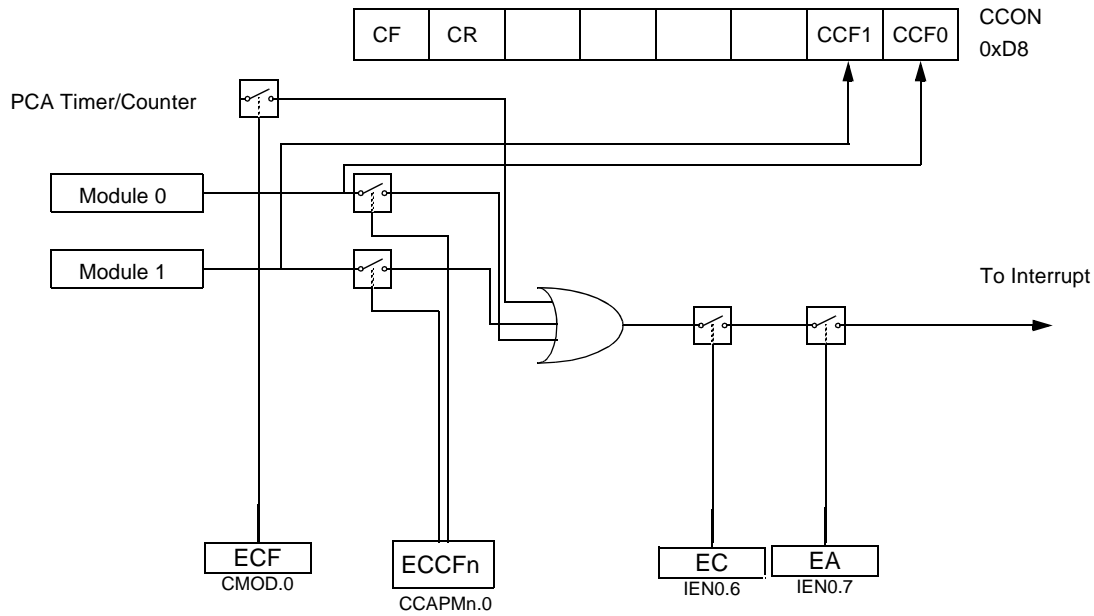 CF CR CCF1 CCF0
CCON
0xD8
PCA Timer/Counter
Module 0
Module 1
To Interrupt
ECF
CMOD.0
ECCFn
CCAPMn.0
EC
IEN0.6
EA
IEN0.7